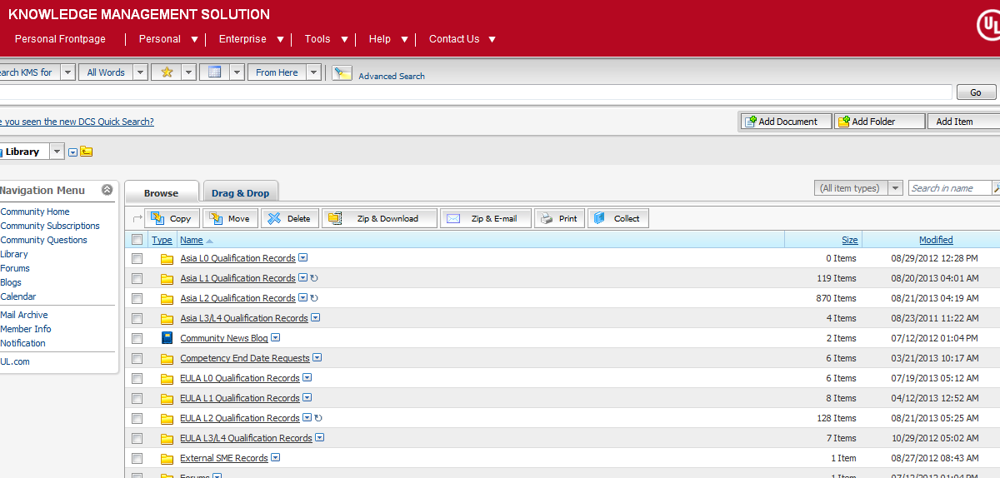 KNOWLEDGE MANAGEMENT SOLUTION
UL
Personal Frontpage Personal Enterprise Tools Help Contact Us
earch KMS for All Words From Here Advanced Search
Go
e you seen the new DCS Quick Search? Add Document Add Folder Add Item
Library
Navigation Menu Browse Drag & Drop (All item types) Search in name
Community Home
Community Subscriptions
Community Questions
Library
Forums
Blogs
Calendar
Mail Archive
Member Info
Notification
UL.com
Copy Move Delete Zip & Download Zip & E-mail Print Collect
Type Name Size Modified
Asia L0 Qualification Records 0 Items 08/29/2012 12:28 PM
Asia L1 Qualification Records 119 Items 08/20/2013 04:01 AM
Asia L2 Qualification Records 870 Items 08/21/2013 04:19 AM
Asia L3/L4 Qualification Records 4 Items 08/23/2011 11:22 AM
Community News Blog 2 Items 07/12/2012 01:04 PM
Competency End Date Requests 6 Items 03/21/2013 10:17 AM
EULA L0 Qualification Records 6 Items 07/19/2013 05:12 AM
EULA L1 Qualification Records 8 Items 04/12/2013 12:52 AM
EULA L2 Qualification Records 128 Items 08/21/2013 05:25 AM
EULA L3/L4 Qualification Records 7 Items 10/29/2012 05:02 AM
External SME Records 1 Item 08/27/2012 08:43 AM
Forums 1 Item 07/12/2012 01:04 PM